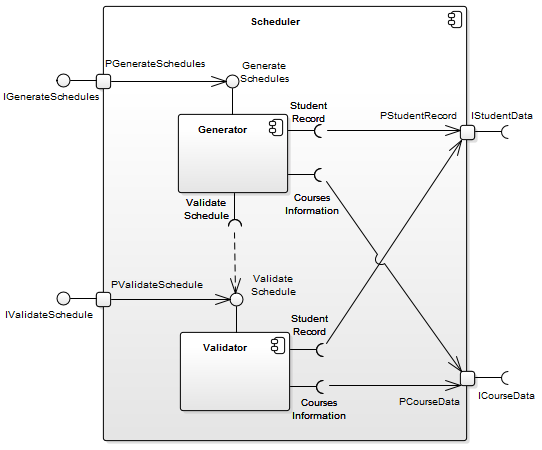 Scheduler
PGenerateSchedules
Generate
Schedules
IGenerateSchedules
Student
Record
PStudentRecord
IStudentData
Generator
Courses
Information
Validate
Schedule
PValidateSchedule
Validate
Schedule
IValidateSchedule
Student
Record
Validator
Courses
Information
PCourseData
ICourseData